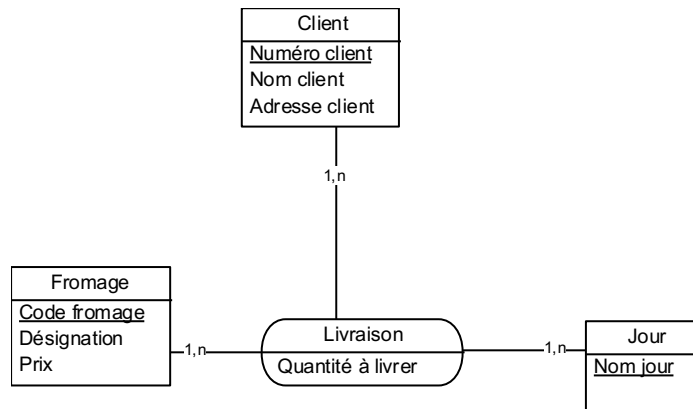 Client
Numéro client
Nom client
Adresse client
1,n
Fromage
Code fromage
Désignation
Prix
1,n
Livraison
Quantité à livrer
1,n
Jour
Nom jour